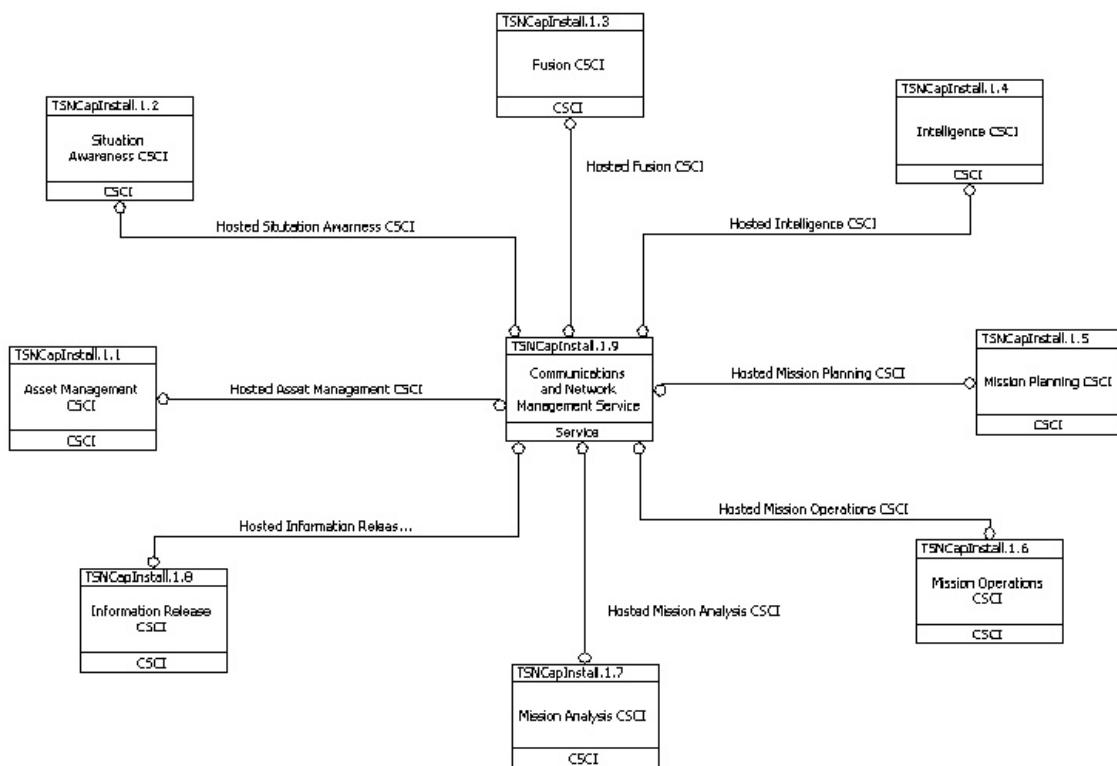 TSNCapInstall.1.3
Fusion CSCI
CSCI
TSNCapInstall.1.4
Intelligence CSCI
CSCI
TSNCapInstall.1.2
Situation
Awareness CSCI
CSCI
Hosted Fusion CSCI
Hosted Situtation Awarness CSCI
Hosted Intelligence CSCI
TSNCapInstall.1.9
Communications
and Network
Management Service
Service
TSNCapInstall.1.1
Asset Management
CSCI
CSCI
Hosted Asset Management CSCI
Hosted Mission Planning CSCI
TSNCapInstall.1.5
Mission Planning CSCI
CSCI
Hosted Information Releas...
Hosted Mission Operations CSCI
TSNCapInstall.1.8
Information Release
CSCI
CSCI
TSNCapInstall.1.6
Mission Operations
CSCI
CSCI
Hosted Mission Analysis CSCI
TSNCapInstall.1.7
Mission Analysis CSCI
CSCI